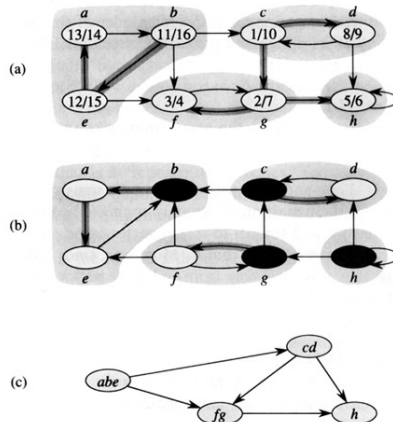 a b c d
(a) 13/14 11/16 1/10 8/9
12/15 3/4 2/7 5/6
e f g h
a b c d
(b)
e f g h
cd
(c) abe
fg h